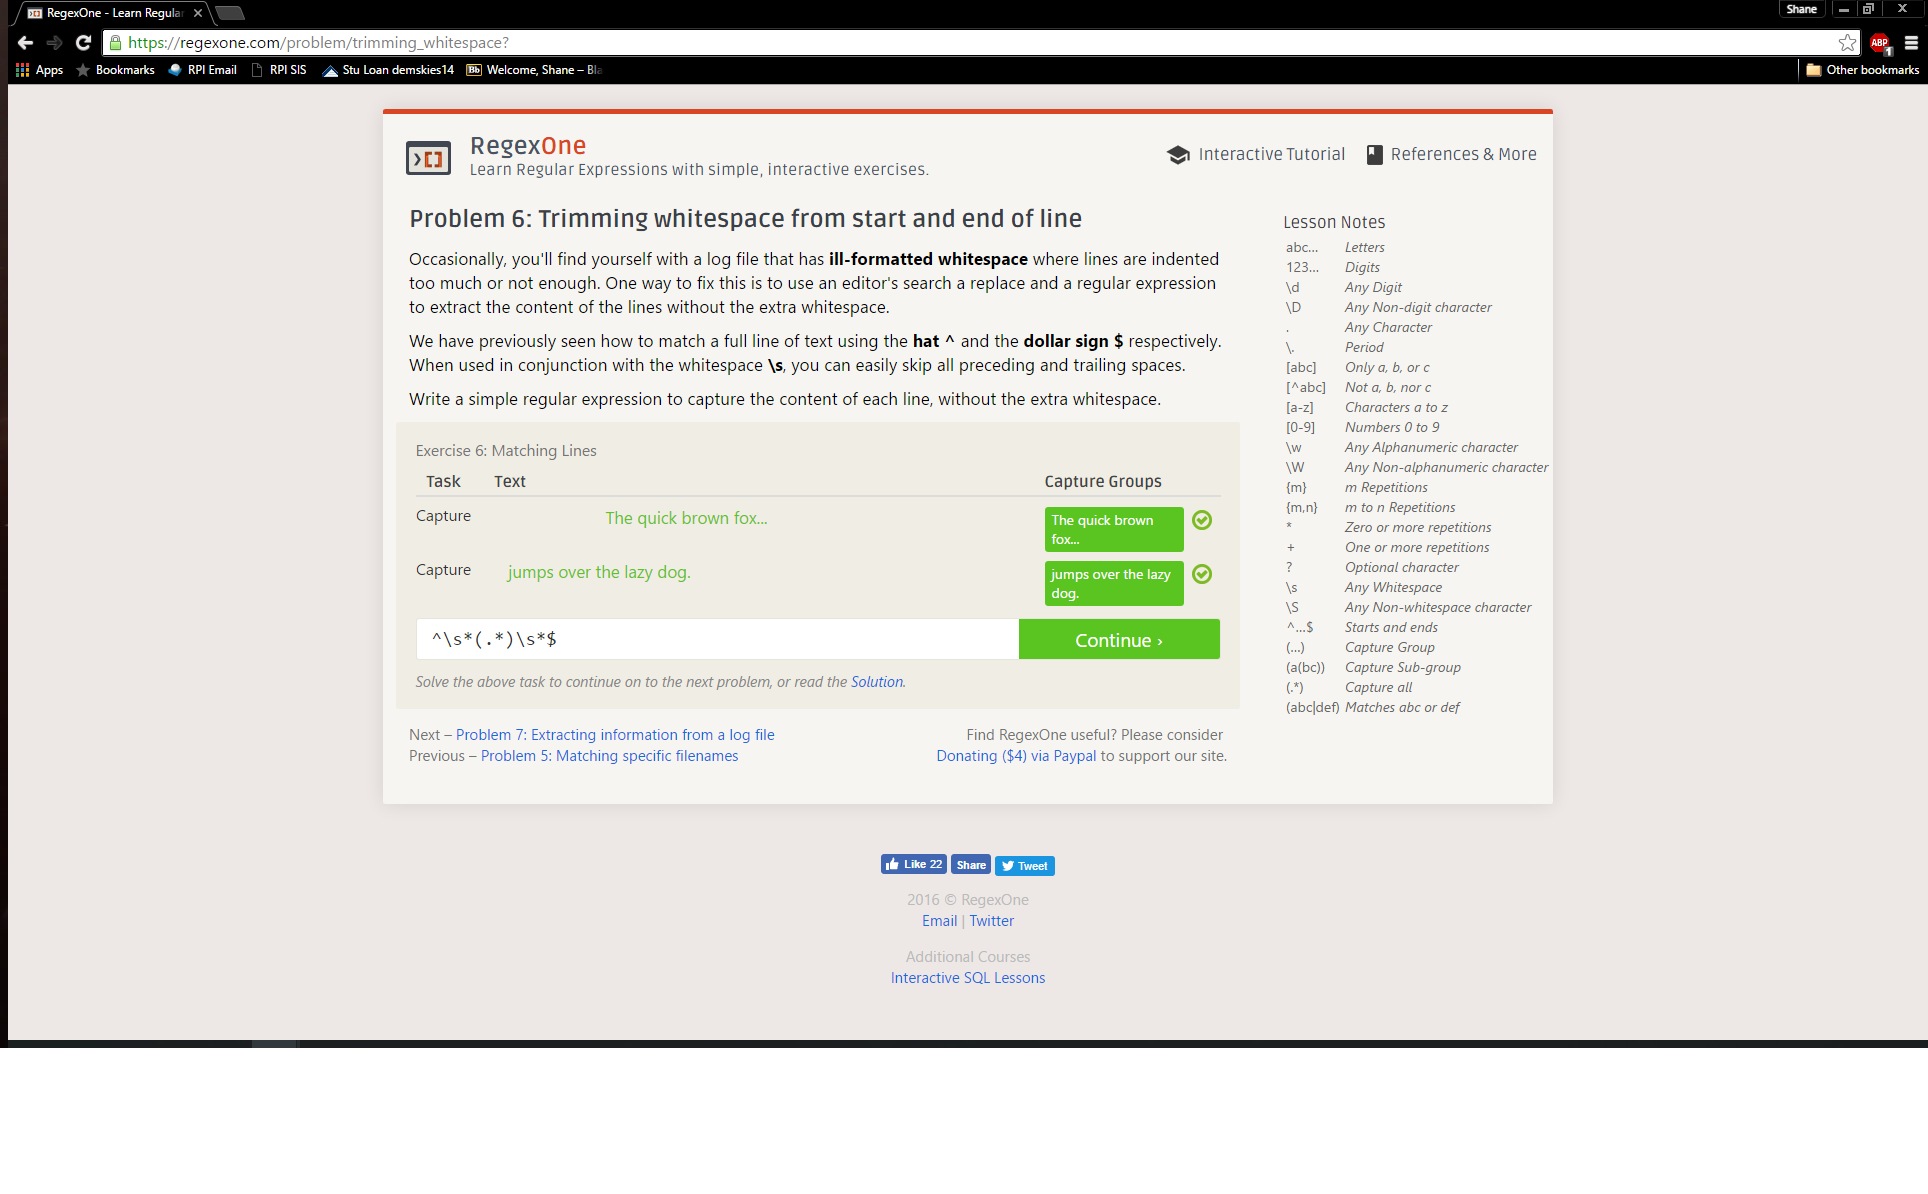 RegexOne - Learn Regula
Shane
https://regexone.com/problem/trimming_whitespace?
ABP 1
Apps Bookmarks RPI Email RPI SIS Stu Loan demskies14 Bb Welcome, Shane – Bla Other bookmarks
RegexOne
Learn Regular Expressions with simple, interactive exercises.
Interactive Tutorial References & More
Problem 6: Trimming whitespace from start and end of line
Occasionally, you'll find yourself with a log file that has ill-formatted whitespace where lines are indented
too much or not enough. One way to fix this is to use an editor's search a replace and a regular expression
to extract the content of the lines without the extra whitespace.
We have previously seen how to match a full line of text using the hat ^ and the dollar sign $ respectively.
When used in conjunction with the whitespace \s, you can easily skip all preceding and trailing spaces.
Write a simple regular expression to capture the content of each line, without the extra whitespace.
Exercise 6: Matching Lines
Task Text Capture Groups
Capture The quick brown fox... The quick brown
fox...
Capture jumps over the lazy dog. jumps over the lazy
dog.
^\s*(.*)\s*$ Continue ›
Solve the above task to continue on to the next problem, or read the Solution.
Next – Problem 7: Extracting information from a log file
Previous – Problem 5: Matching specific filenames
Find RegexOne useful? Please consider
Donating ($4) via Paypal to support our site.
Lesson Notes
abc... Letters
123... Digits
\d Any Digit
\D Any Non-digit character
. Any Character
\. Period
[abc] Only a, b, or c
[^abc] Not a, b, nor c
[a-z] Characters a to z
[0-9] Numbers 0 to 9
\w Any Alphanumeric character
\W Any Non-alphanumeric character
{m} m Repetitions
{m,n} m to n Repetitions
* Zero or more repetitions
+ One or more repetitions
? Optional character
\s Any Whitespace
\S Any Non-whitespace character
^...$ Starts and ends
(...) Capture Group
(a(bc)) Capture Sub-group
(.*) Capture all
(abc|def) Matches abc or def
Like 22 Share Tweet
2016 © RegexOne
Email | Twitter
Additional Courses
Interactive SQL Lessons